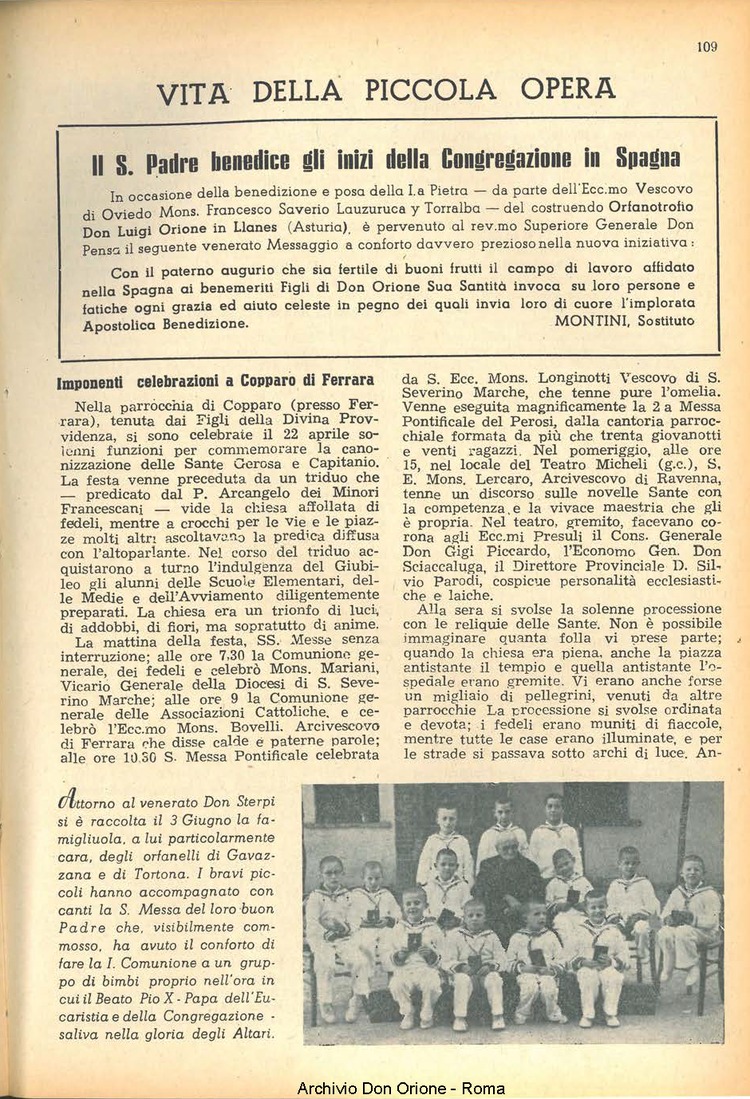 109
VITA DELLA PICCOLA OPERA
Il S. Padre benedice gli inizi della Congregazione in Spagna
In occasione della benedizione e posa della I.a Pietra — da parte dell'Ecc.mo Vescovo
di Oviedo Mons. Francesco Saverio Lauzuruca y Torralba — del costruendo Orfanotrofio
Don Luigi Orione in Llanes (Asturia), è pervenuto al rev.mo Superiore Generale Don
Pensa il seguente venerato Messaggio a conforto davvero prezioso nella nuova iniziativa :
Con il paterno augurio che sia fertile di buoni frutti il campo di lavoro affidato
nella Spagna ai benemeriti Figli di Don Orione Sua Santità invoca su loro persone e
fatiche ogni grazia ed aiuto celeste in pegno dei quali invia loro di cuore l'implorata
Apostolica Benedizione. MONTINI, Sostituto
Imponenti celebrazioni a Copparo di Ferrara
Nella parrocchia di Copparo (presso Fer-
rara), tenuta dai Figli della Divina Prov-
videnza, si sono celebrate il 22 aprile so-
lenni funzioni per commemorare la cano-
nizzazione delle Sante Gerosa e Capitanio.
La festa venne preceduta da un triduo che
— predicato dal P. Arcangelo dei Minori
Francescani — vide la chiesa affollata di
fedeli, mentre a crocchi per le vie e le piaz-
ze molti altri ascoltavano la predica diffusa
con l'altoparlante. Nel corso del triduo ac-
quistarono a turno l'indulgenza del Giubi-
leo gli alunni delle Scuole Elementari, del-
le Medie e dell'Avviamento diligentemente
preparati. La chiesa era un trionfo di luci,
di addobbi, di fiori, ma sopratutto di anime.
La mattina della festa, SS. Messe senza
interruzione; alle ore 7,30 la Comunione ge-
nerale, dei fedeli e celebrò Mons. Mariani,
Vicario Generale della Diocesi di S. Seve-
rino Marche; alle ore 9 la Comunione ge-
nerale delle Associazioni Cattoliche, e ce-
lebrò l'Ecc.mo Mons. Bovelli, Arcivescovo
di Ferrara che disse calde e paterne parole;
alle ore 10.30 S. Messa Pontificale celebrata
da S. Ecc. Mons. Longinotti Vescovo di S.
Severino Marche, che tenne pure l'omelia.
Venne eseguita magnificamente la 2 a Messa
Pontificale del Perosi, dalla cantoria parroc-
chiale formata da più che trenta giovanotti
e venti ragazzi. Nel pomeriggio, alle ore
15, nel locale del Teatro Micheli (g.c.), S.
E. Mons. Lercaro, Arcivescovo di Ravenna,
tenne un discorso sulle novelle Sante con
la competenza e la vivace maestria che gli
è propria. Nel teatro, gremito, facevano co-
rona agli Ecc.mi Presuli il Cons. Generale
Don Gigi Piccardo, l'Economo Gen. Don
Sciaccaluga, il Direttore Provinciale D. Sil-
vio Parodi, cospicue personalità ecclesiasti-
che e laiche.
Alla sera si svolse la solenne processione
con le reliquie delle Sante. Non è possibile
immaginare quanta folla vi prese parte;
quando la chiesa era piena, anche la piazza
antistante il tempio e quella antistante l'o-
spedale erano gremite. Vi erano anche forse
un migliaio di pellegrini, venuti da altre
parrocchie La processione si svolse ordinata
e devota; i fedeli erano muniti di fiaccole,
mentre tutte le case erano illuminate, e per
le strade si passava sotto archi di luce. An-
Attorno al venerato Don Sterpi
si è raccolta il 3 Giugno la fa-
migliuola, a lui particolarmente
cara, degli orfanelli di Gavaz-
zana e di Tortona. I bravi pic-
coli hanno accompagnato con
canti la S. Messa del loro buon
Padre che, visibilmente com-
mosso, ha avuto il conforto di
fare la I. Comunione a un grup-
po di bimbi proprio nell'ora in
cui il Beato Pio X - Papa dell'Eu-
caristia e della Congregazione -
saliva nella gloria degli Altari.
Archivio Don Orione - Roma